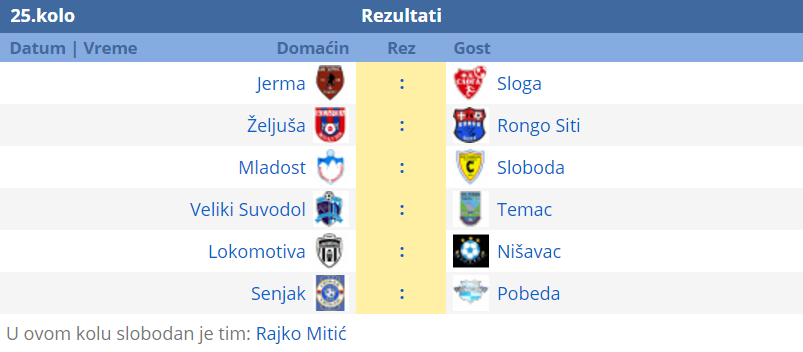 25.kolo Rezultati
Datum | Vreme Domaćin Rez Gost
Jerma : Sloga
Željuša : Rongo Siti
Mladost : Sloboda
Veliki Suvodol : Temac
Lokomotiva : Nišavac
Senjak : Pobeda
U ovom kolu slobodan je tim: Rajko Mitić